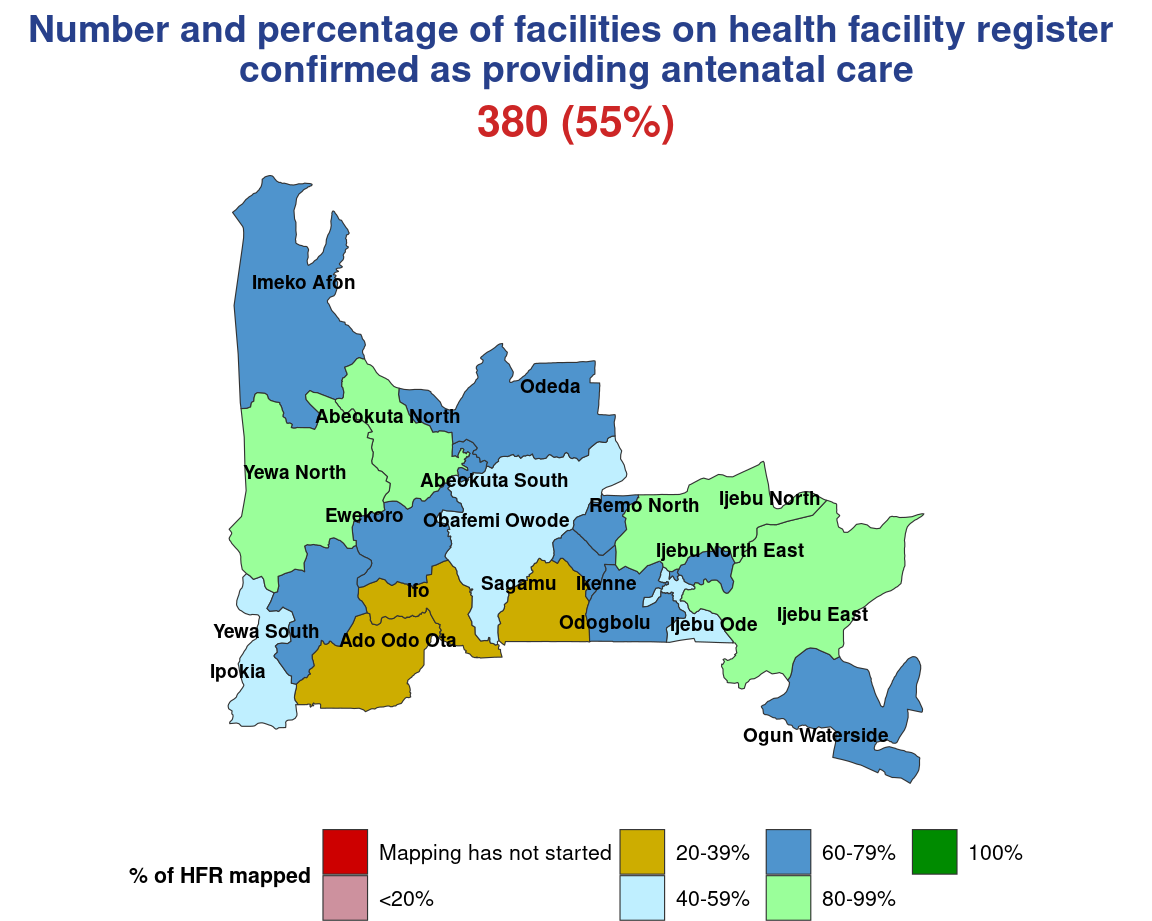 Number and percentage of facilities on health facility register
confirmed as providing antenatal care
380 (55%)
Imeko Afon
Odeda
Abeokuta North
Yewa North
Abeokuta South
Ijebu North
Remo North
Ewekoro
Obafemi Owode
Ijebu North East
Ifo
Sagamu
Ikenne
Ijebu East
Odogbolu
Ijebu Ode
Yewa South
Ado Odo Ota
Ipokia
Ogun Waterside
% of HFR mapped
Mapping has not started
<20%
20-39%
40-59%
60-79%
80-99%
100%